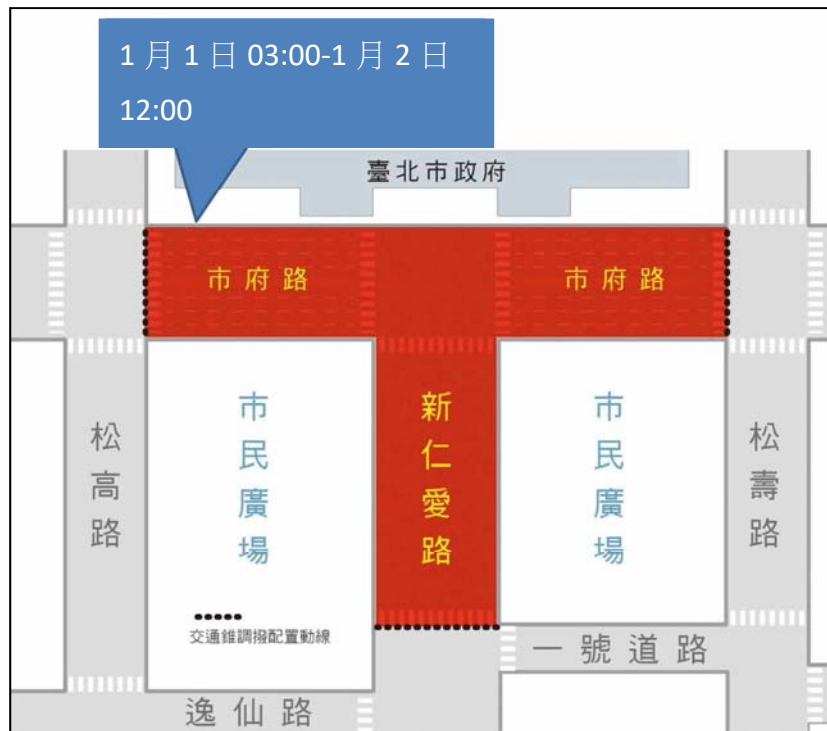 1 月 1 日 03:00-1 月 2 日
12:00
臺北市政府
市府路
市府路
松高路
市民廣場
新仁愛路
市民廣場
松壽路
交通錐調撥配置動線
一號道路
逸仙路